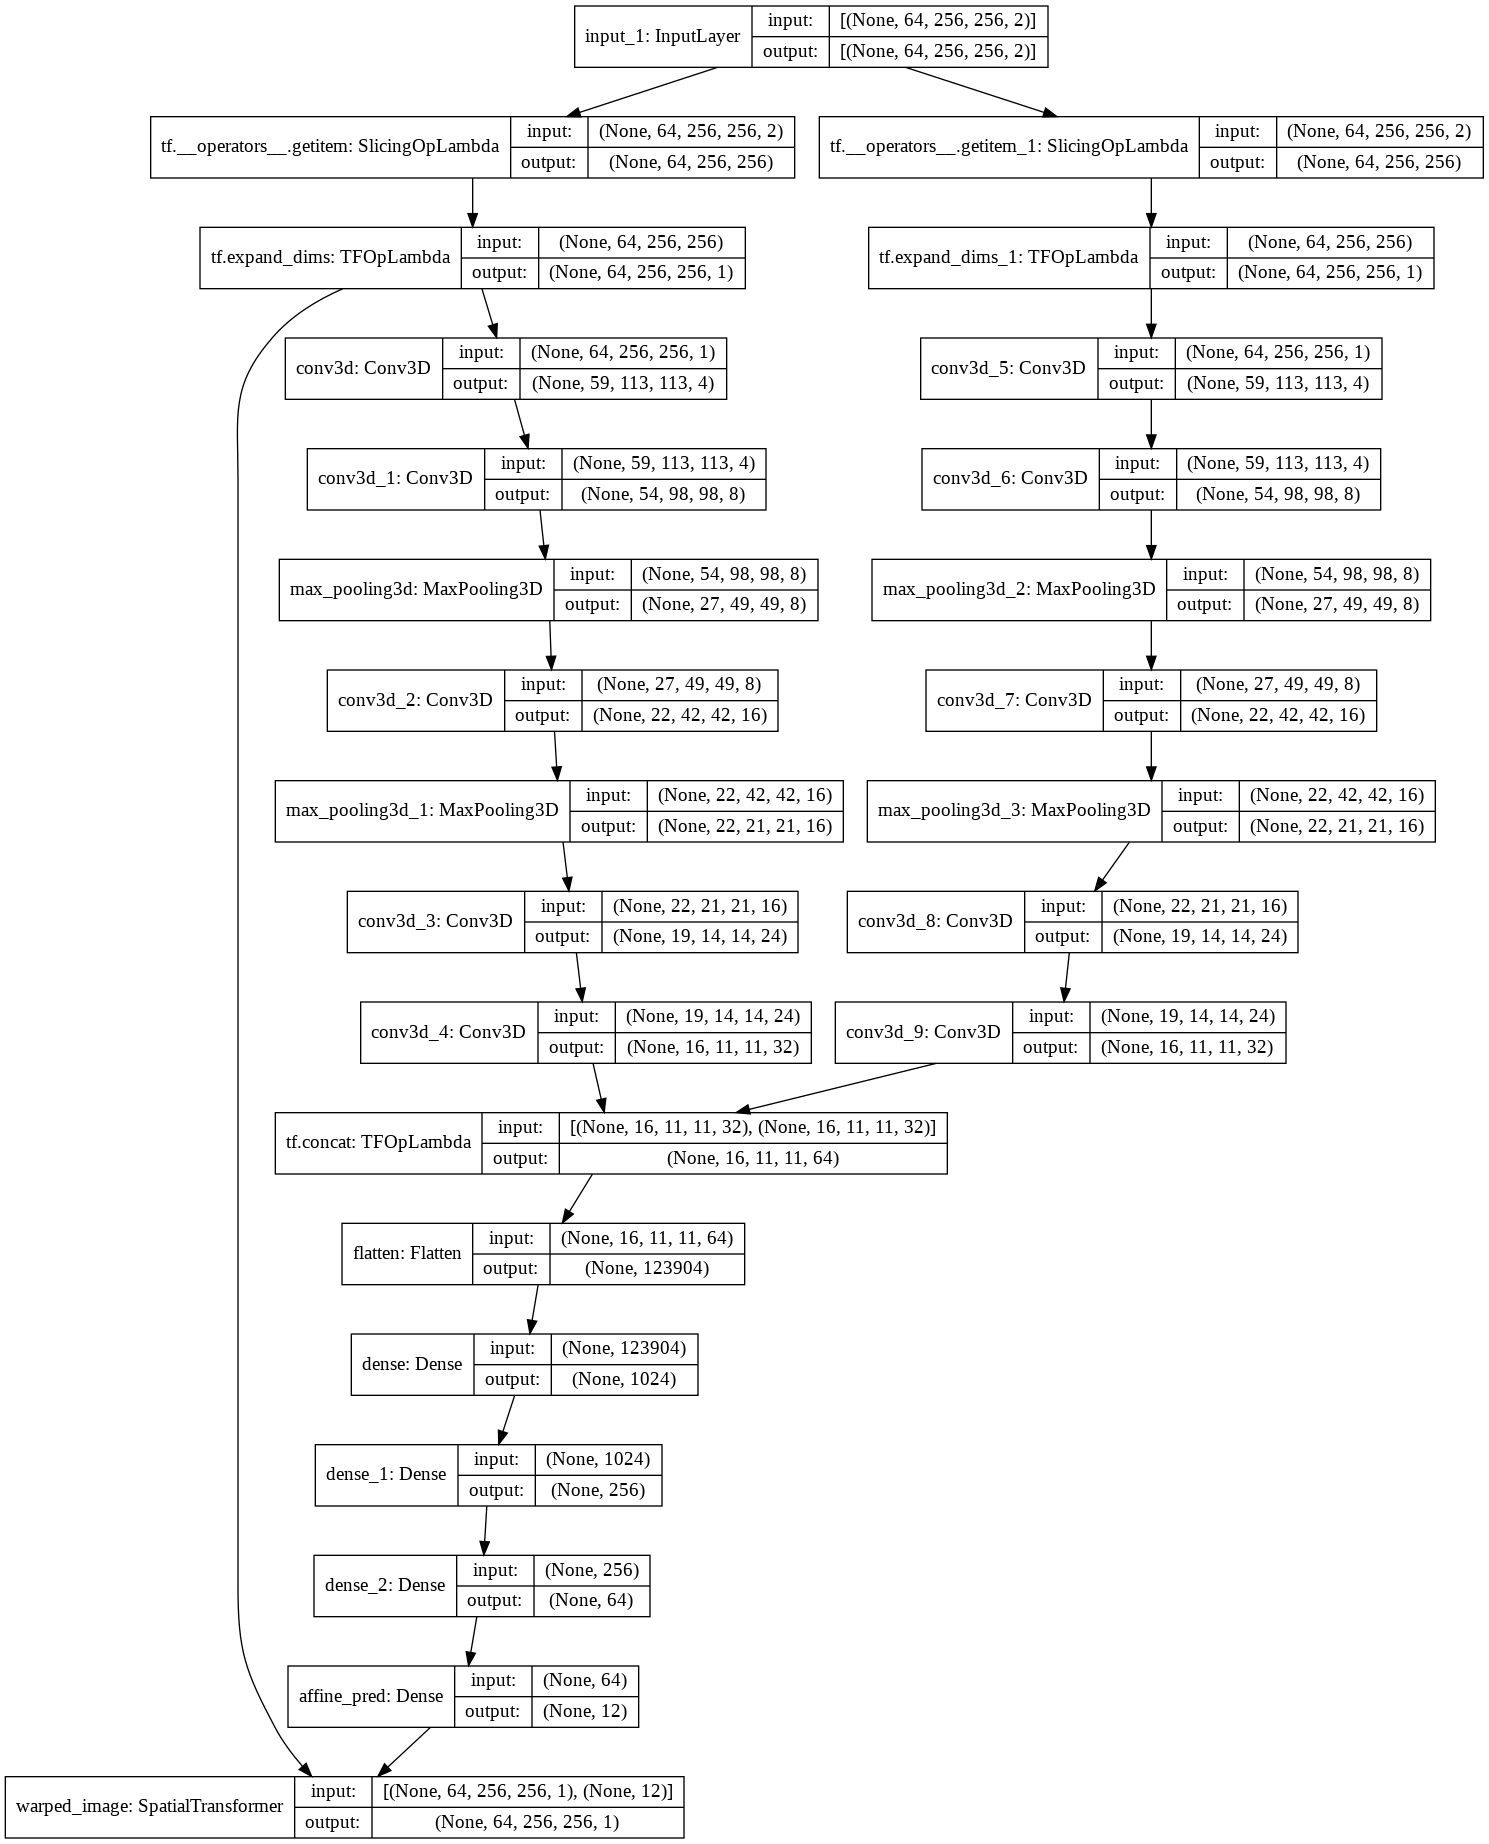 input_1: InputLayer
input: [(None, 64, 256, 256, 2)]
output: [(None, 64, 256, 256, 2)]
tf.__operators__.getitem: SlicingOpLambda
input: (None, 64, 256, 256, 2)
output: (None, 64, 256, 256)
tf.__operators__.getitem_1: SlicingOpLambda
input: (None, 64, 256, 256, 2)
output: (None, 64, 256, 256)
tf.expand_dims: TFOpLambda
input: (None, 64, 256, 256)
output: (None, 64, 256, 256, 1)
tf.expand_dims_1: TFOpLambda
input: (None, 64, 256, 256)
output: (None, 64, 256, 256, 1)
conv3d: Conv3D
input: (None, 64, 256, 256, 1)
output: (None, 59, 113, 113, 4)
conv3d_5: Conv3D
input: (None, 64, 256, 256, 1)
output: (None, 59, 113, 113, 4)
conv3d_1: Conv3D
input: (None, 59, 113, 113, 4)
output: (None, 54, 98, 98, 8)
conv3d_6: Conv3D
input: (None, 59, 113, 113, 4)
output: (None, 54, 98, 98, 8)
max_pooling3d: MaxPooling3D
input: (None, 54, 98, 98, 8)
output: (None, 27, 49, 49, 8)
max_pooling3d_2: MaxPooling3D
input: (None, 54, 98, 98, 8)
output: (None, 27, 49, 49, 8)
conv3d_2: Conv3D
input: (None, 27, 49, 49, 8)
output: (None, 22, 42, 42, 16)
conv3d_7: Conv3D
input: (None, 27, 49, 49, 8)
output: (None, 22, 42, 42, 16)
max_pooling3d_1: MaxPooling3D
input: (None, 22, 42, 42, 16)
output: (None, 22, 21, 21, 16)
max_pooling3d_3: MaxPooling3D
input: (None, 22, 42, 42, 16)
output: (None, 22, 21, 21, 16)
conv3d_3: Conv3D
input: (None, 22, 21, 21, 16)
output: (None, 19, 14, 14, 24)
conv3d_8: Conv3D
input: (None, 22, 21, 21, 16)
output: (None, 19, 14, 14, 24)
conv3d_4: Conv3D
input: (None, 19, 14, 14, 24)
output: (None, 16, 11, 11, 32)
conv3d_9: Conv3D
input: (None, 19, 14, 14, 24)
output: (None, 16, 11, 11, 32)
tf.concat: TFOpLambda
input: [(None, 16, 11, 11, 32), (None, 16, 11, 11, 32)]
output: (None, 16, 11, 11, 64)
flatten: Flatten
input: (None, 16, 11, 11, 64)
output: (None, 123904)
dense: Dense
input: (None, 123904)
output: (None, 1024)
dense_1: Dense
input: (None, 1024)
output: (None, 256)
dense_2: Dense
input: (None, 256)
output: (None, 64)
affine_pred: Dense
input: (None, 64)
output: (None, 12)
warped_image: SpatialTransformer
input: [(None, 64, 256, 256, 1), (None, 12)]
output: (None, 64, 256, 256, 1)